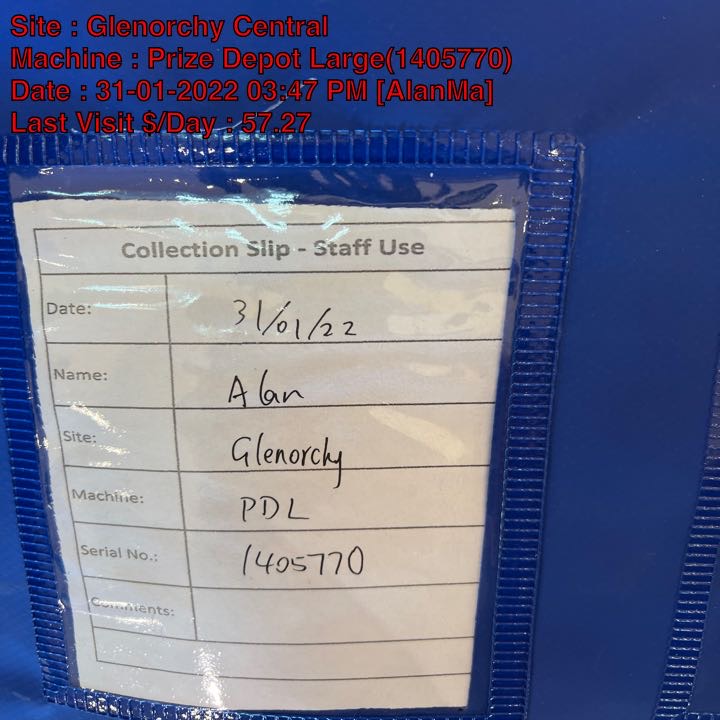 Site : Glenorchy Central
Machine : Prize Depot Large(1405770)
Date : 31-01-2022 03:47 PM [AlanMa]
Last Visit $/Day : 57.27
Collection Slip - Staff Use
Date: 31/01/22
Name: Alan
Site: Glenorchy
Machine: PDL
Serial No.: 1405770
Comments: